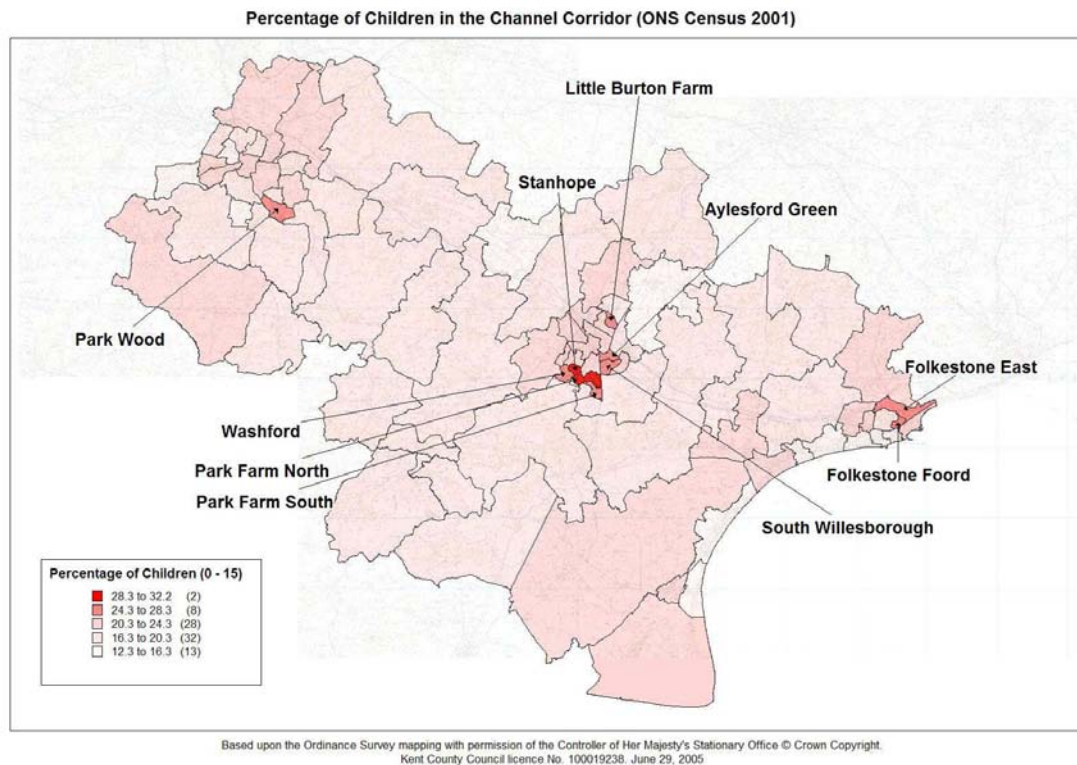 Percentage of Children in the Channel Corridor (ONS Census 2001)
Little Burton Farm
Stanhope
Aylesford Green
Park Wood
Folkestone East
Washford
Park Farm North
Folkestone Foord
Park Farm South
South Willesborough
Percentage of Children (0 - 15)
28.3 to 32.2 (2)
24.3 to 28.3 (8)
20.3 to 24.3 (28)
16.3 to 20.3 (32)
12.3 to 16.3 (13)
Based upon the Ordinance Survey mapping with permission of the Controller of Her Majesty's Stationary Office © Crown Copyright.
Kent County Council licence No. 100019238. June 29, 2005